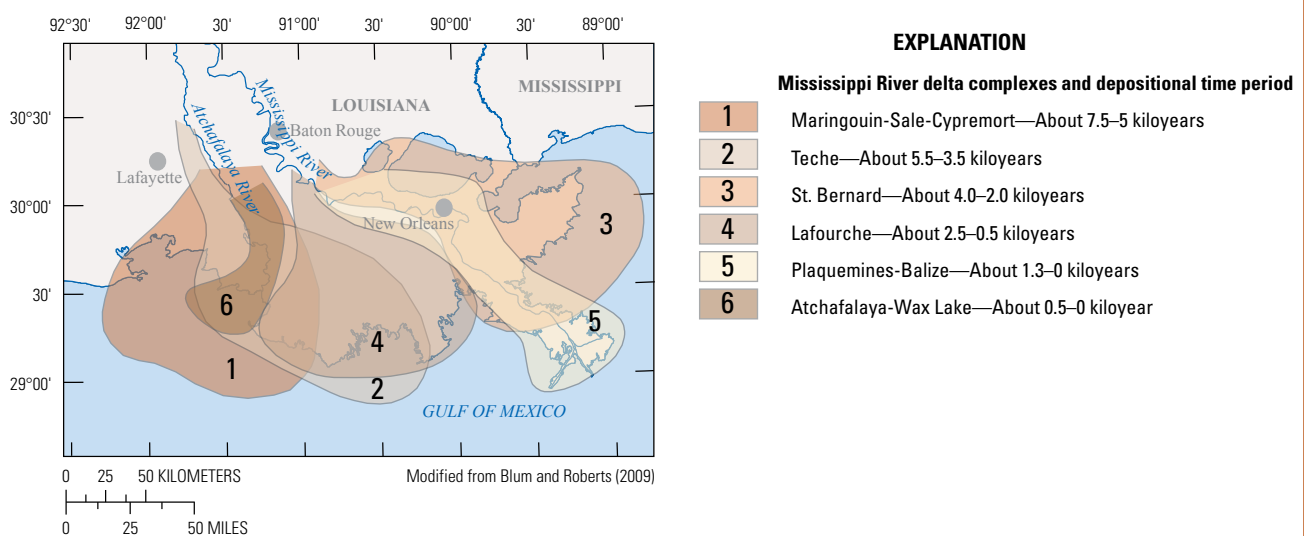 92°30' 92°00' 30' 91°00' 30' 90°00' 30' 89°00'
30°30'
30°00'
30'
29°00'
MISSISSIPPI
LOUISIANA
Mississippi River
Atchafalaya River
Baton Rouge
Lafayette
New Orleans
3
6
5
4
1
2
GULF OF MEXICO
0 25 50 KILOMETERS
0 25 50 MILES
Modified from Blum and Roberts (2009)
EXPLANATION
Mississippi River delta complexes and depositional time period
1 Maringouin-Sale-Cypremort—About 7.5–5 kiloyears
2 Teche—About 5.5–3.5 kiloyears
3 St. Bernard—About 4.0–2.0 kiloyears
4 Lafourche—About 2.5–0.5 kiloyears
5 Plaquemines-Balize—About 1.3–0 kiloyears
6 Atchafalaya-Wax Lake—About 0.5–0 kiloyear